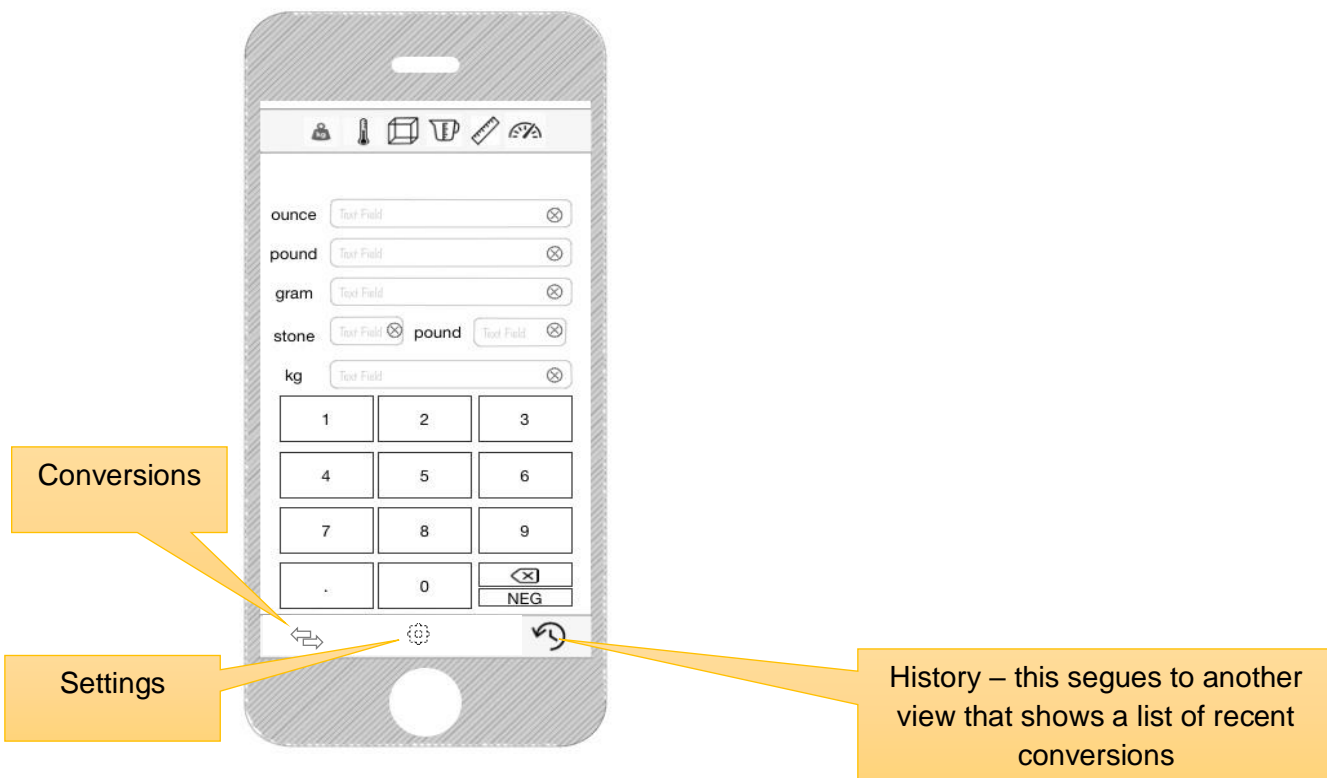 kg
ounce Text Field
pound Text Field
gram Text Field
stone Text Field pound Text Field
kg Text Field
1 2 3
4 5 6
7 8 9
. 0
NEG
Conversions
Settings
History – this segues to another
view that shows a list of recent
conversions